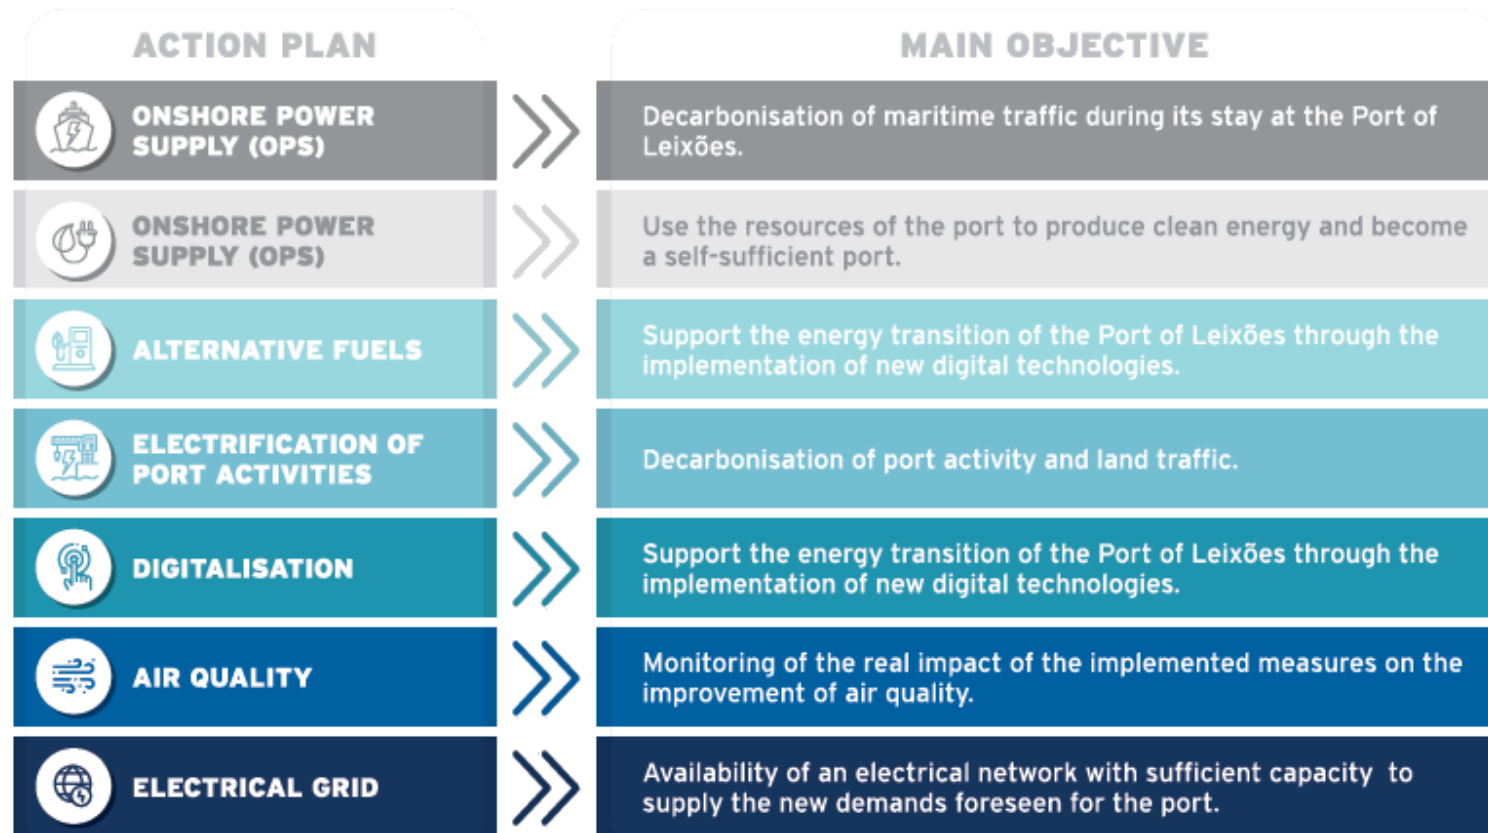 ACTION PLAN
MAIN OBJECTIVE
ONSHORE POWER
SUPPLY (OPS)
Decarbonisation of maritime traffic during its stay at the Port of
Leixões.
ONSHORE POWER
SUPPLY (OPS)
Use the resources of the port to produce clean energy and become
a self-sufficient port.
ALTERNATIVE FUELS
Support the energy transition of the Port of Leixões through the
implementation of new digital technologies.
ELECTRIFICATION OF
PORT ACTIVITIES
Decarbonisation of port activity and land traffic.
DIGITALISATION
Support the energy transition of the Port of Leixões through the
implementation of new digital technologies.
AIR QUALITY
Monitoring of the real impact of the implemented measures on the
improvement of air quality.
ELECTRICAL GRID
Availability of an electrical network with sufficient capacity to
supply the new demands foreseen for the port.